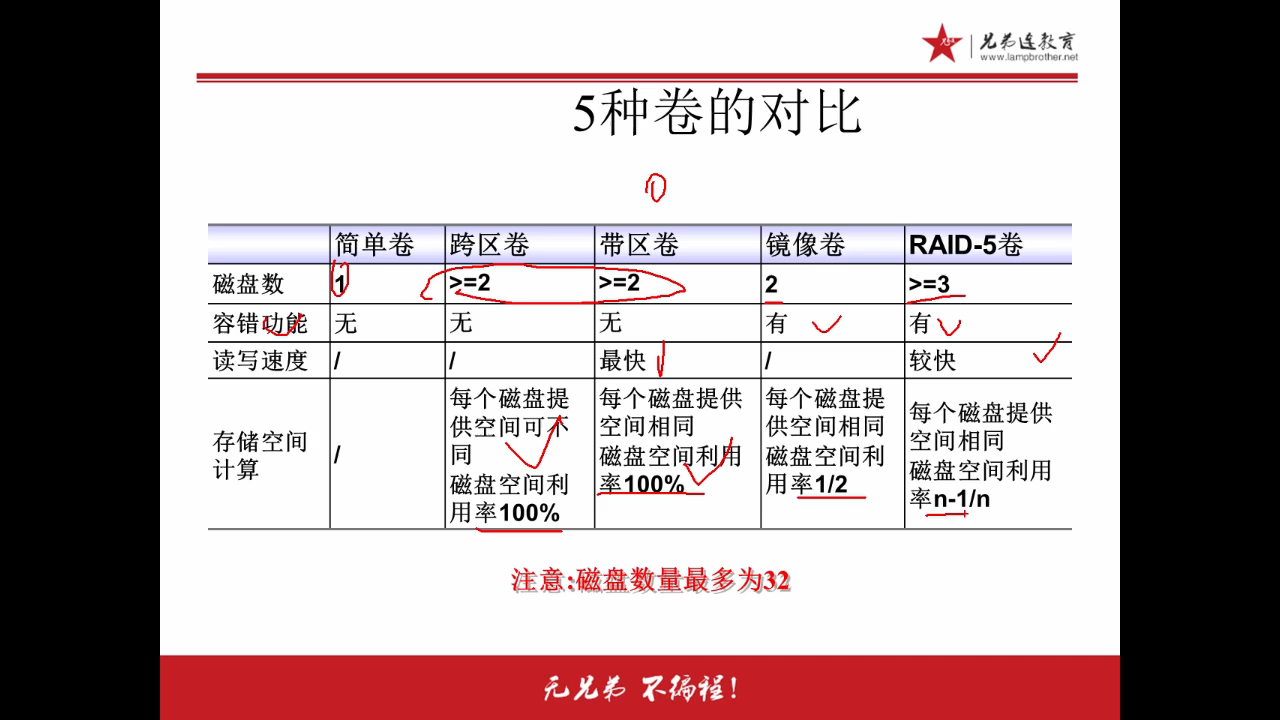 兄弟连教育
www.lampbrother.net
5种卷的对比
0
简单卷 跨区卷 带区卷 镜像卷 RAID-5卷
磁盘数 1 >=2 >=2 2 >=3
容错功能 无 无 无 有 有
读写速度 / / 最快 / 较快
存储空间
计算
/
每个磁盘提
供空间可不
同
磁盘空间利
用率100%
每个磁盘提供
空间相同
磁盘空间利用
率100%
每个磁盘提
供空间相同
磁盘空间利
用率1/2
每个磁盘提供
空间相同
磁盘空间利用
率n-1/n
注意:磁盘数量最多为32
无兄弟 不编程!